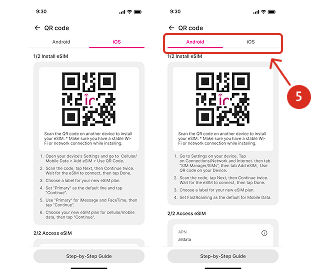 9:30
← QR code
Android
iOS
1/2 Install eSIM
Scan the QR code on another device to install
your eSIM. * Make sure you have a stable Wi-
Fi or network connection while installing.
1. Open your device's Settings and go to Cellular/
Mobile Data > Add eSIM > Use QR Code.
2. Scan the code, tap Next, then Continue twice.
Wait for the eSIM to connect, then tap Done.
3. Choose a label for your new eSIM plan.
4. Set "Primary" as the default line and tap
"Continue".
5. Use "Primary" for iMessage and FaceTime, then
tap "Continue".
6. Choose your new eSIM plan for cellular/mobile
data, then tap "Continue".
2/2 Access eSIM
Step-by-Step Guide
9:30
← QR code
Android
iOS
1/2 Install eSIM
Scan the QR code on another device to install
your eSIM. * Make sure you have a stable Wi-
Fi or network connection while installing.
1. Go to Settings on your device. Tap
on Connections/Network and Internet, then tap
"SIM Manager/SIMs", then tap Add eSIM, Use
QR Code on your Device.
2. Scan the code, tap Next, then Continue twice.
Wait for the eSIM to connect, then tap Done.
3. Choose a label for your new eSIM plan.
4. Set as the default for Mobile Data.
2/2 Access eSIM
APN
Step-by-Step Guide
5